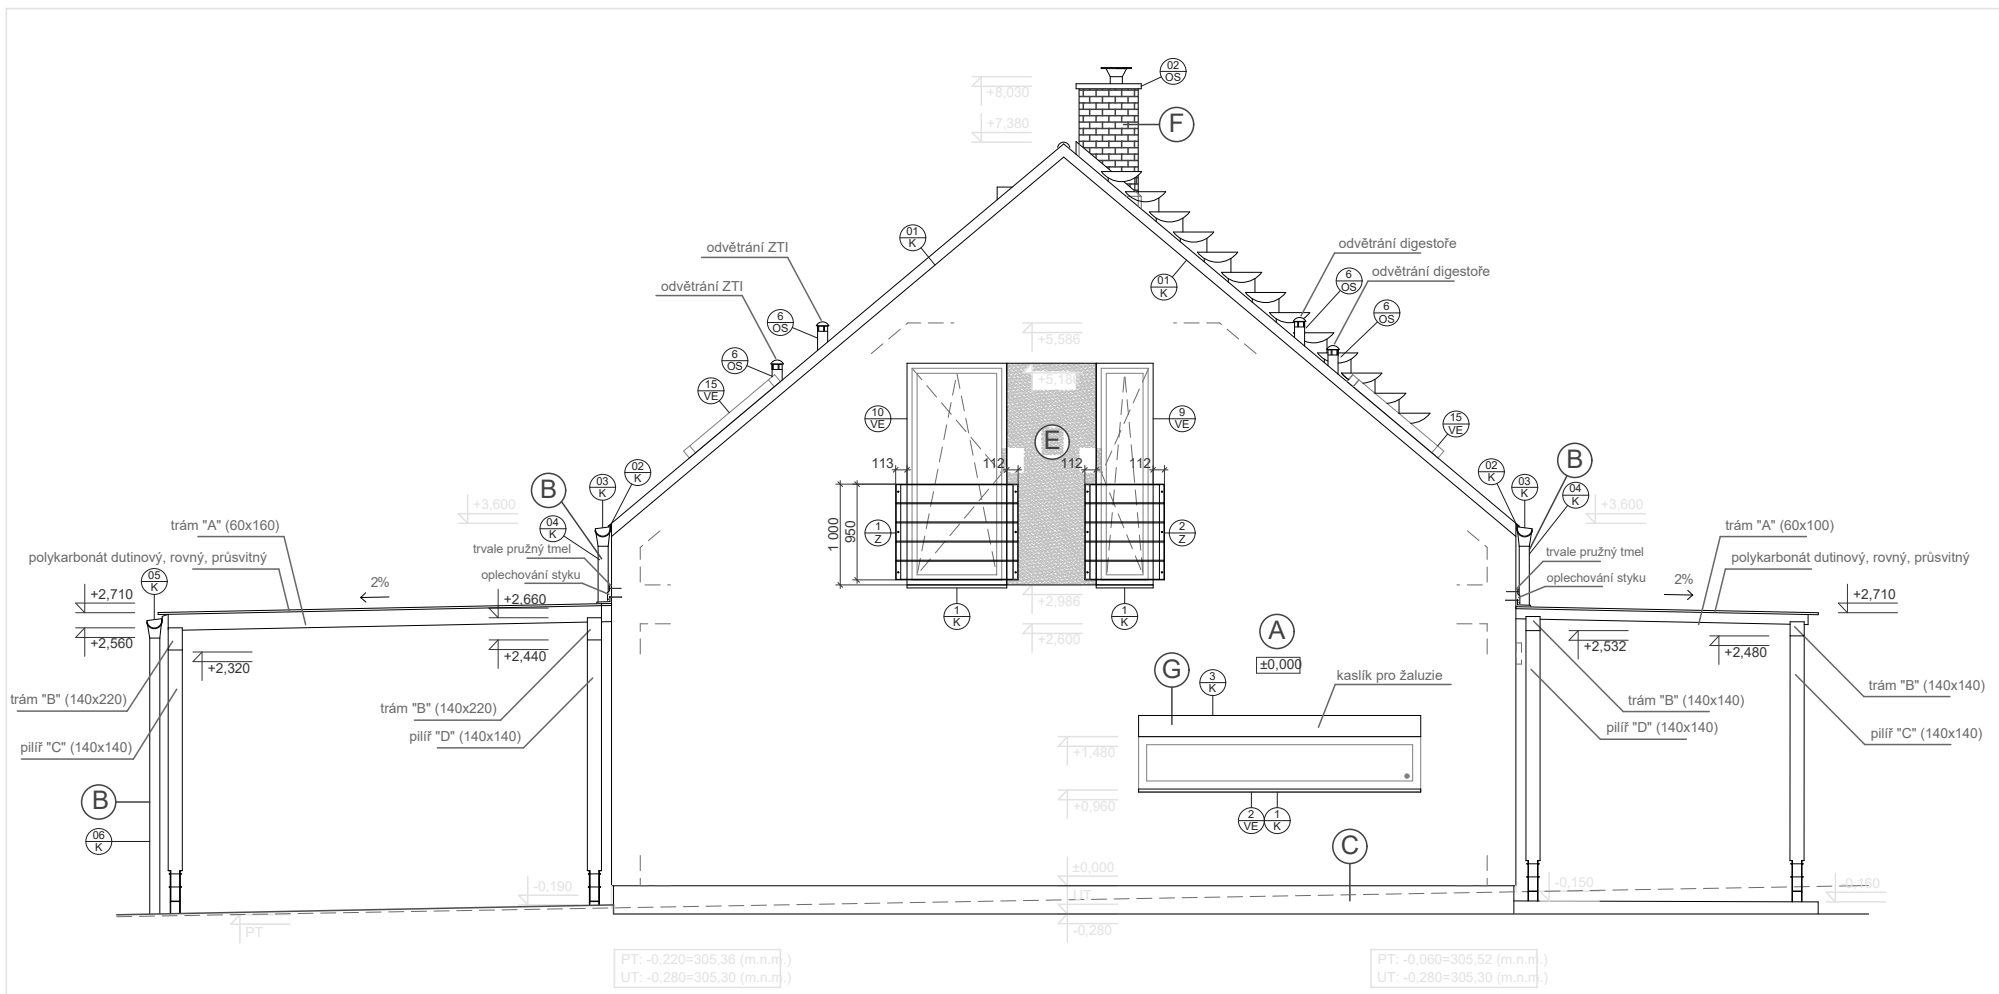 02
OS
+8,030
+7,380
F
01
K
odvětrání ZTI
odvětrání ZTI
6
OS
6
OS
15
VE
01
K
odvětrání digestoře
odvětrání digestoře
6
OS
6
OS
15
VE
+5,586
10
VE
E
9
VE
113
112
112
112
1 000
950
1
Z
2
Z
1
K
1
K
+2,986
+2,600
02
K
03
K
B
04
K
+3,600
trám "A" (60x160)
polykarbonát dutinový, rovný, průsvitný
trvale pružný tmel
oplechování styku
05
K
2%
+2,710
+2,560
+2,320
+2,660
+2,440
trám "B" (140x220)
pilíř "C" (140x140)
trám "B" (140x220)
pilíř "D" (140x140)
B
06
K
02
K
03
K
B
04
K
+3,600
trám "A" (60x100)
trvale pružný tmel
polykarbonát dutinový, rovný, průsvitný
oplechování styku
2%
+2,710
+2,532
+2,480
trám "B" (140x140)
pilíř "D" (140x140)
trám "B" (140x140)
pilíř "C" (140x140)
A
±0,000
G
3
K
kaslík pro žaluzie
+1,480
+0,960
2
VE
1
K
C
±0,000
UT
-0,280
-0,190
-0,150
-0,160
PT
PT: -0,220=305,36 (m.n.m.)
UT: -0,280=305,30 (m.n.m.)
PT: -0,060=305,52 (m.n.m.)
UT: -0,280=305,30 (m.n.m.)